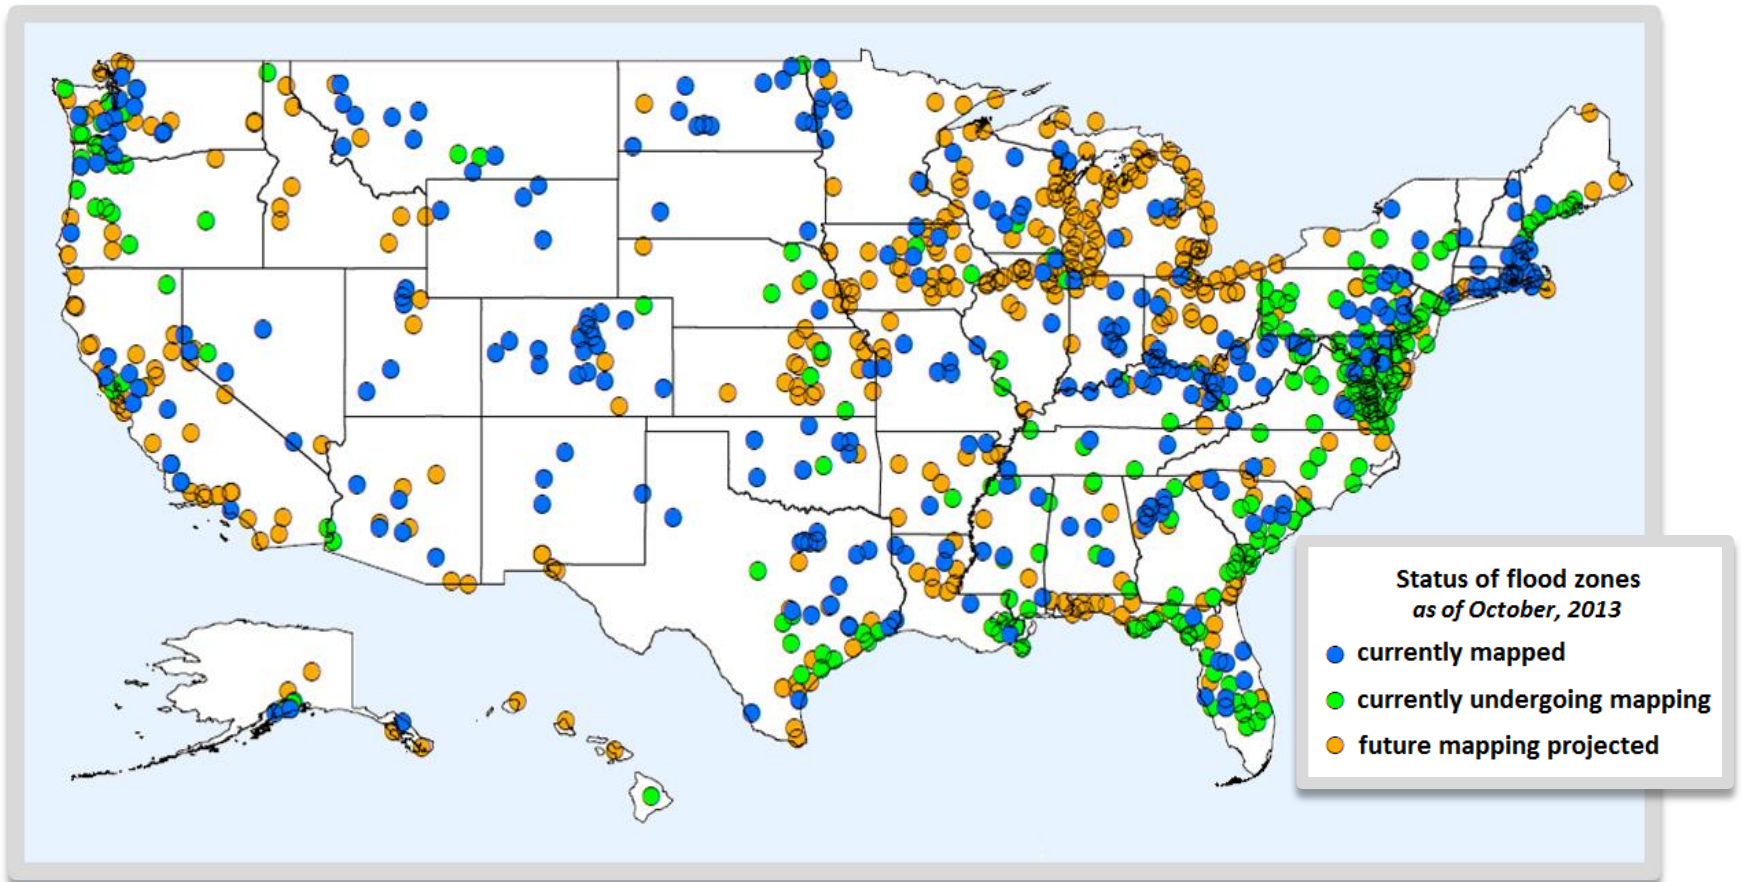 Status of flood zones
as of October, 2013
currently mapped
currently undergoing mapping
future mapping projected